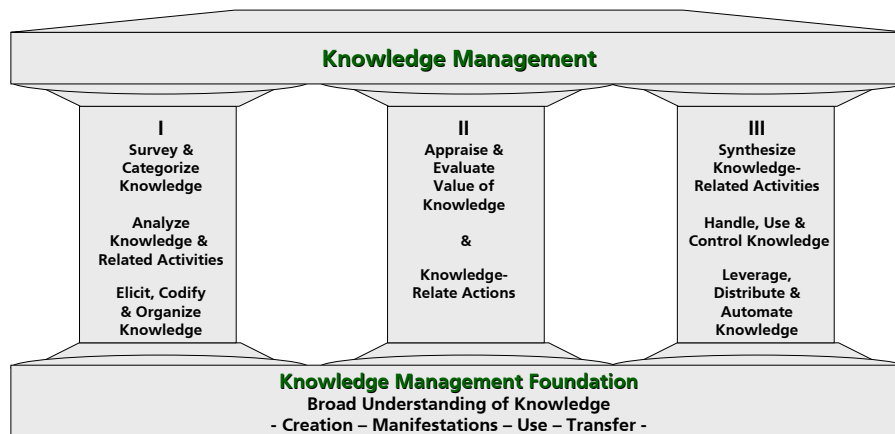 Knowledge Management
I
Survey &
Categorize
Knowledge
Analyze
Knowledge &
Related Activities
Elicit, Codify
& Organize
Knowledge
II
Appraise &
Evaluate
Value of
Knowledge
&
Knowledge-
Relate Actions
III
Synthesize
Knowledge-
Related Activities
Handle, Use &
Control Knowledge
Leverage,
Distribute &
Automate
Knowledge
Knowledge Management Foundation
Broad Understanding of Knowledge
- Creation – Manifestations – Use – Transfer -